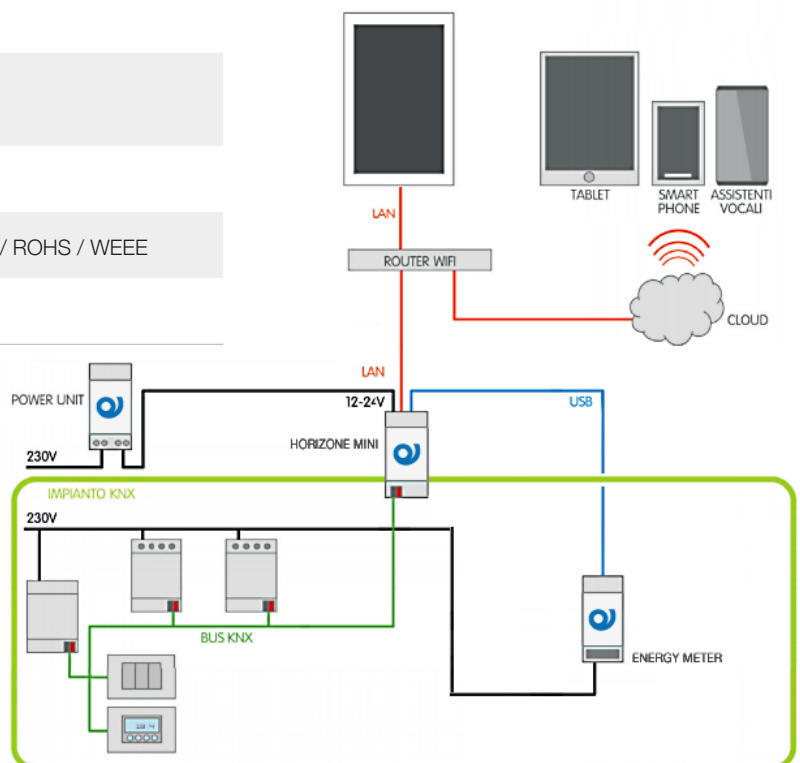 / ROHS / WEEE
TABLET
SMART
PHONE
ASSISTENTI
VOCALI
LAN
ROUTER WIFI
CLOUD
LAN
POWER UNIT
12-24V
USB
HORIZONE MINI
230V
IMPIANTO KNX
230V
BUS KNX
ENERGY METER